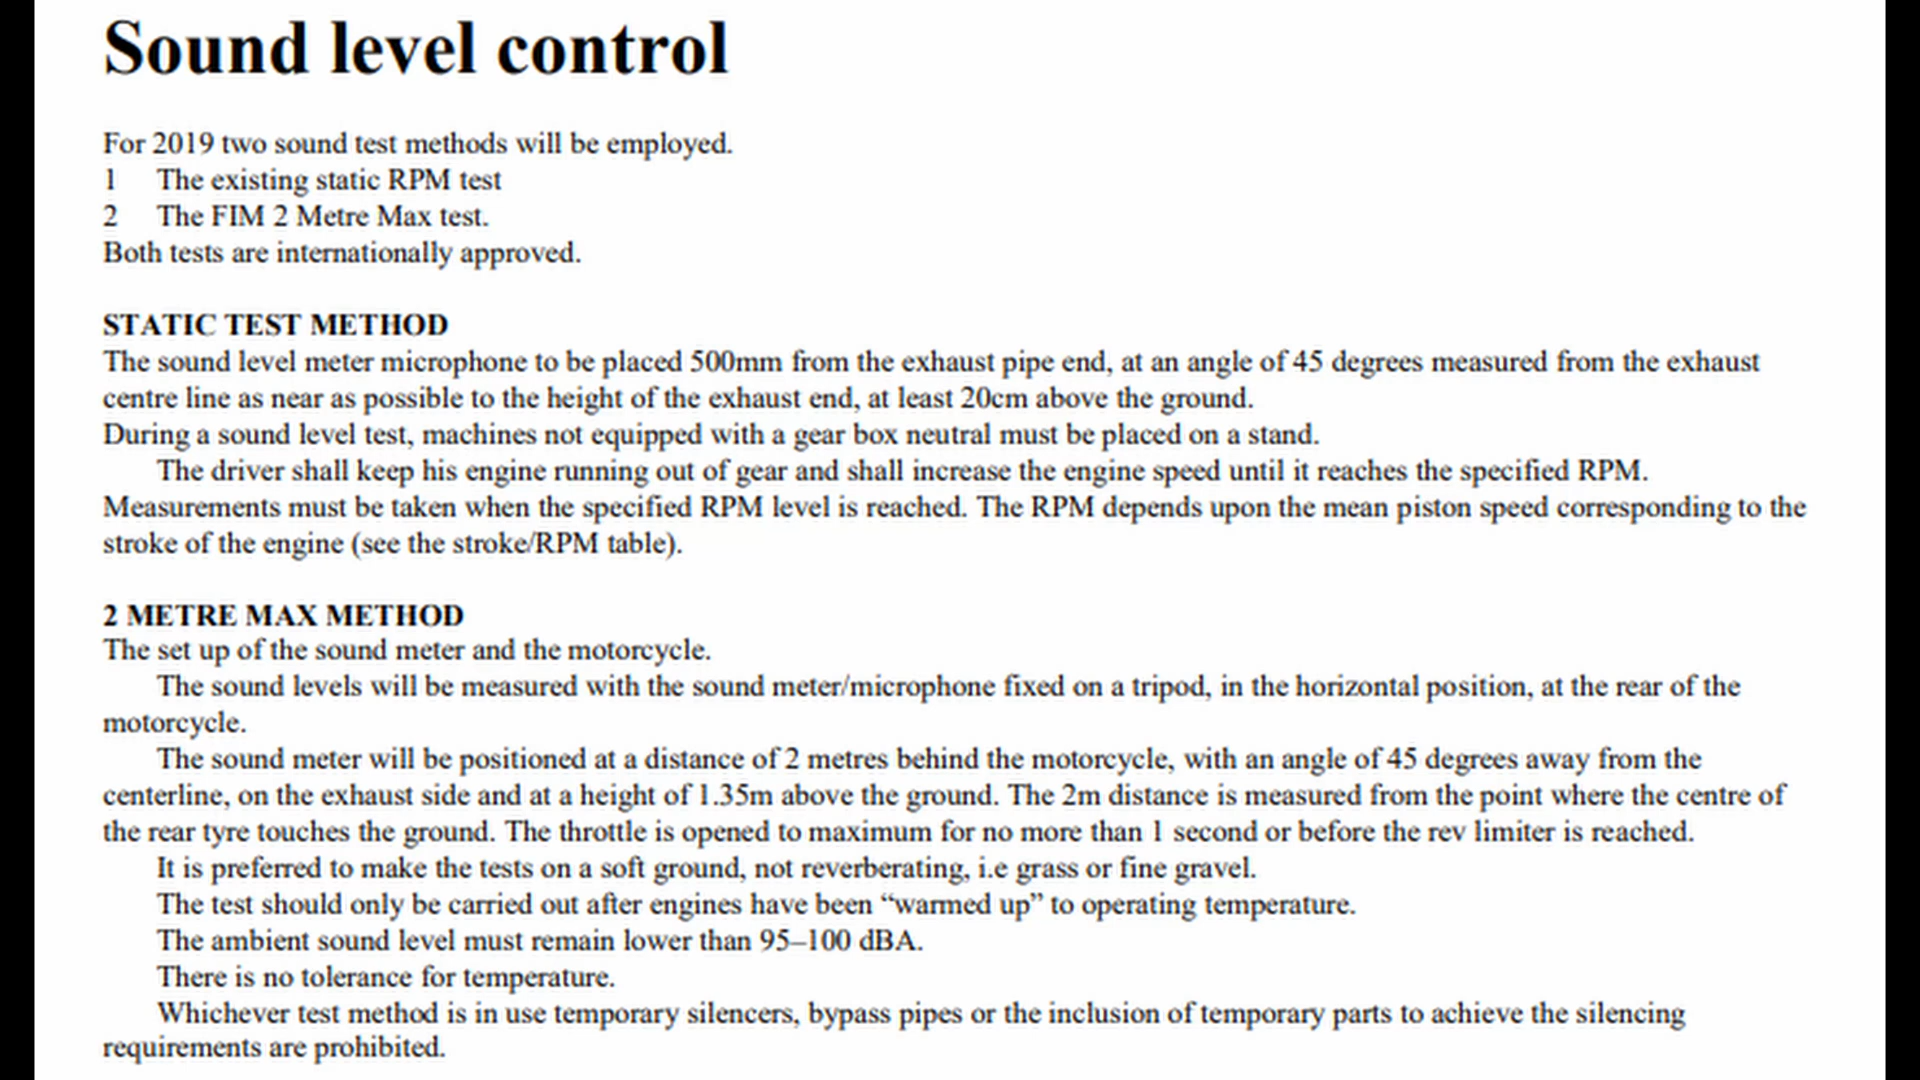 Sound level control
For 2019 two sound test methods will be employed.
1 The existing static RPM test
2 The FIM 2 Metre Max test.
Both tests are internationally approved.
STATIC TEST METHOD
The sound level meter microphone to be placed 500mm from the exhaust pipe end, at an angle of 45 degrees measured from the exhaust
centre line as near as possible to the height of the exhaust end, at least 20cm above the ground.
During a sound level test, machines not equipped with a gear box neutral must be placed on a stand.
The driver shall keep his engine running out of gear and shall increase the engine speed until it reaches the specified RPM.
Measurements must be taken when the specified RPM level is reached. The RPM depends upon the mean piston speed corresponding to the
stroke of the engine (see the stroke/RPM table).
2 METRE MAX METHOD
The set up of the sound meter and the motorcycle.
The sound levels will be measured with the sound meter/microphone fixed on a tripod, in the horizontal position, at the rear of the
motorcycle.
The sound meter will be positioned at a distance of 2 metres behind the motorcycle, with an angle of 45 degrees away from the
centerline, on the exhaust side and at a height of 1.35m above the ground. The 2m distance is measured from the point where the centre of
the rear tyre touches the ground. The throttle is opened to maximum for no more than 1 second or before the rev limiter is reached.
It is preferred to make the tests on a soft ground, not reverberating, i.e grass or fine gravel.
The test should only be carried out after engines have been “warmed up” to operating temperature.
The ambient sound level must remain lower than 95–100 dBA.
There is no tolerance for temperature.
Whichever test method is in use temporary silencers, bypass pipes or the inclusion of temporary parts to achieve the silencing
requirements are prohibited.